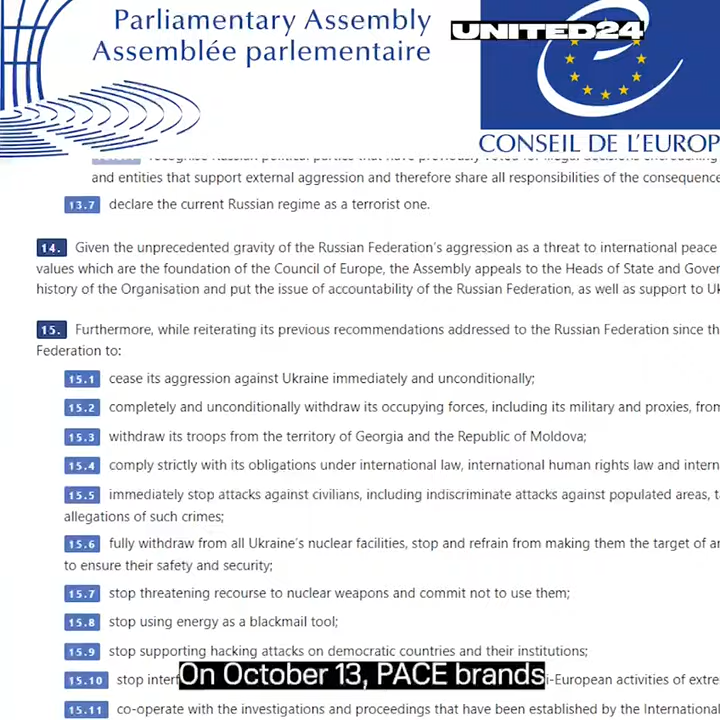 Parliamentary Assembly
Assemblée parlementaire
UNITED24
CONSEIL DE L'EUROP
and entities that support external aggression and therefore share all responsibilities of the consequence
13.7 declare the current Russian regime as a terrorist one.
14. Given the unprecedented gravity of the Russian Federation's aggression as a threat to international peace
values which are the foundation of the Council of Europe, the Assembly appeals to the Heads of State and Gover
history of the Organisation and put the issue of accountability of the Russian Federation, as well as support to Uk
15. Furthermore, while reiterating its previous recommendations addressed to the Russian Federation since th
Federation to:
15.1 cease its aggression against Ukraine immediately and unconditionally;
15.2 completely and unconditionally withdraw its occupying forces, including its military and proxies, from
15.3 withdraw its troops from the territory of Georgia and the Republic of Moldova;
15.4 comply strictly with its obligations under international law, international human rights law and intern
15.5 immediately stop attacks against civilians, including indiscriminate attacks against populated areas, t
allegations of such crimes;
15.6 fully withdraw from all Ukraine's nuclear facilities, stop and refrain from making them the target of a
to ensure their safety and security;
15.7 stop threatening recourse to nuclear weapons and commit not to use them;
15.8 stop using energy as a blackmail tool;
15.9 stop supporting hacking attacks on democratic countries and their institutions;
15.10 stop interf
On October 13, PACE brands
i-European activities of extre
15.11 co-operate with the investigations and proceedings that have been established by the International